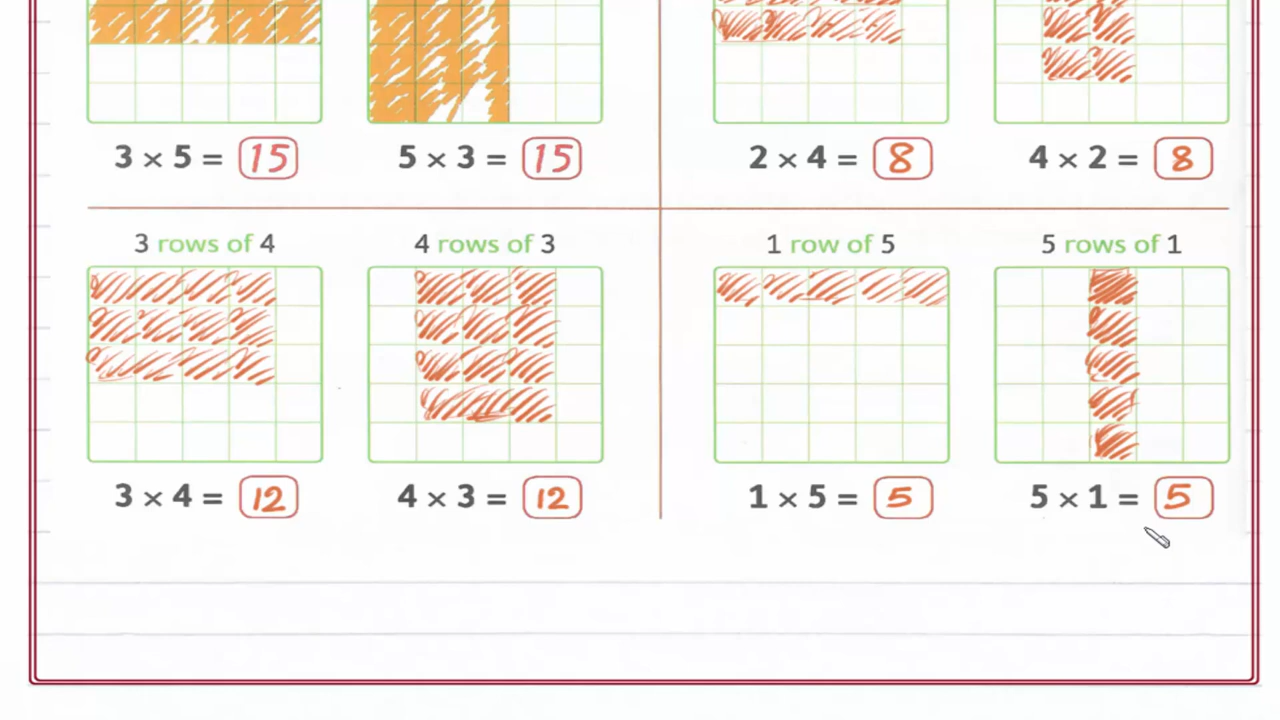 3 × 5 = 15
5 × 3 = 15
2 × 4 = 8
4 × 2 = 8
3 rows of 4
4 rows of 3
1 row of 5
5 rows of 1
3 × 4 = 12
4 × 3 = 12
1 × 5 = 5
5 × 1 = 5